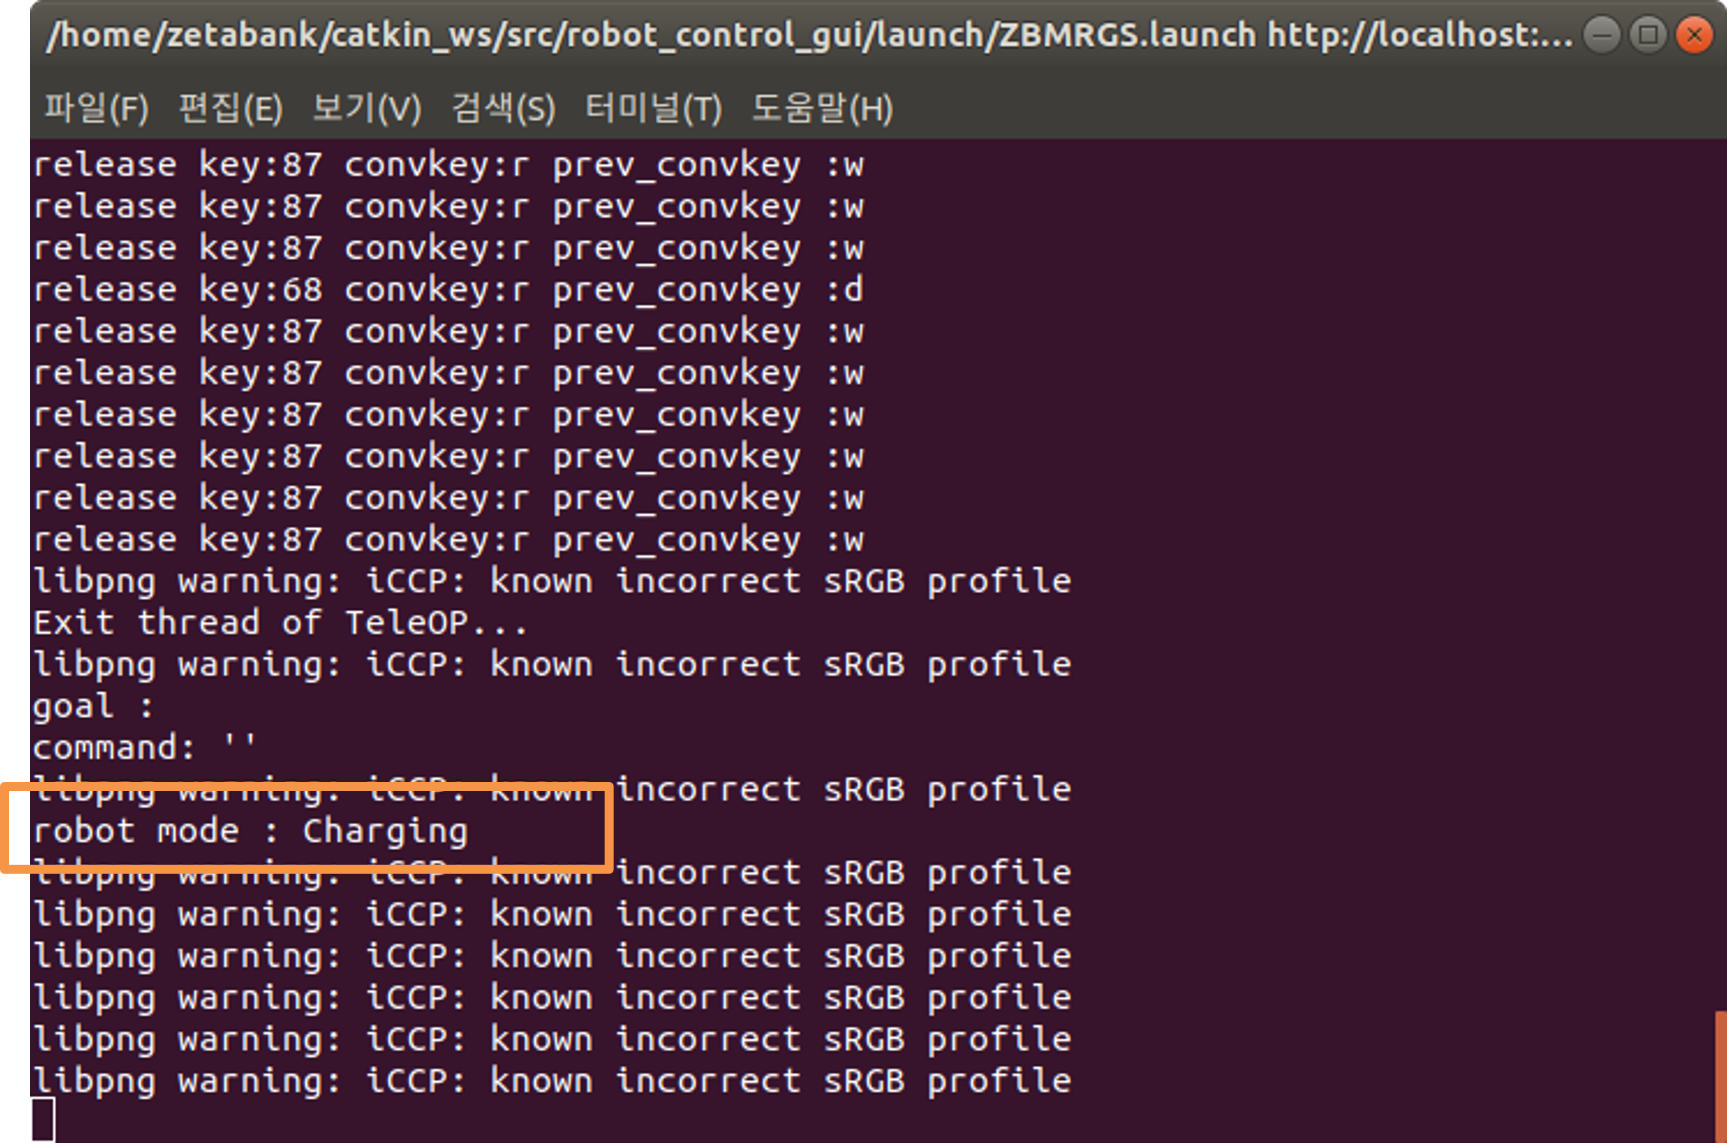 /home/zetabank/catkin_ws/src/robot_control_gui/launch/ZBMRGS.launch http://localhost:...
파일(F) 편집(E) 보기(V) 검색(S) 터미널(T) 도움말(H)
release key:87 convkey:r prev_convkey :w
release key:87 convkey:r prev_convkey :w
release key:87 convkey:r prev_convkey :w
release key:68 convkey:r prev_convkey :d
release key:87 convkey:r prev_convkey :w
release key:87 convkey:r prev_convkey :w
release key:87 convkey:r prev_convkey :w
release key:87 convkey:r prev_convkey :w
release key:87 convkey:r prev_convkey :w
release key:87 convkey:r prev_convkey :w
libpng warning: iCCP: known incorrect sRGB profile
Exit thread of TeleOP...
libpng warning: iCCP: known incorrect sRGB profile
goal :
command: ''
libpng warning: iCCP: known incorrect sRGB profile
robot mode : Charging
libpng warning: iCCP: known incorrect sRGB profile
libpng warning: iCCP: known incorrect sRGB profile
libpng warning: iCCP: known incorrect sRGB profile
libpng warning: iCCP: known incorrect sRGB profile
libpng warning: iCCP: known incorrect sRGB profile
libpng warning: iCCP: known incorrect sRGB profile